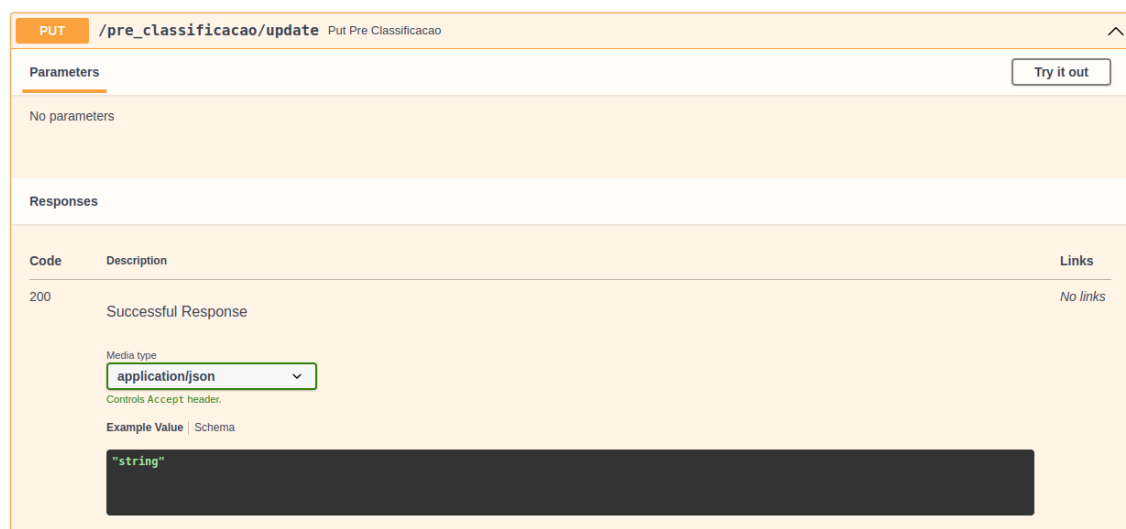 PUT /pre_classificacao/update Put Pre Classificacao
Parameters Try it out
No parameters
Responses
Code Description Links
200 Successful Response No links
Media type
application/json
Controls Accept header.
Example Value Schema
"string"